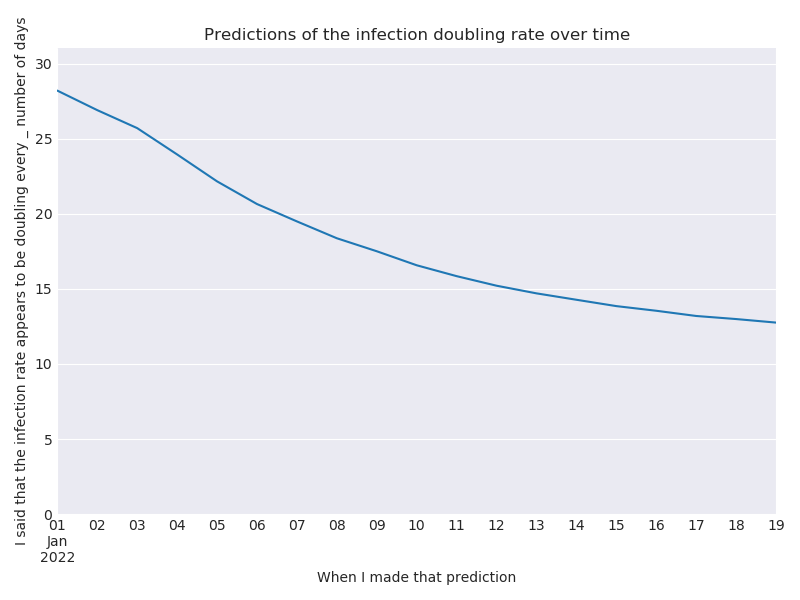 Predictions of the infection doubling rate over time
I said that the infection rate appears to be doubling every _ number of days
30
25
20
15
10
5
0
01 02 03 04 05 06 07 08 09 10 11 12 13 14 15 16 17 18 19
Jan
2022
When I made that prediction